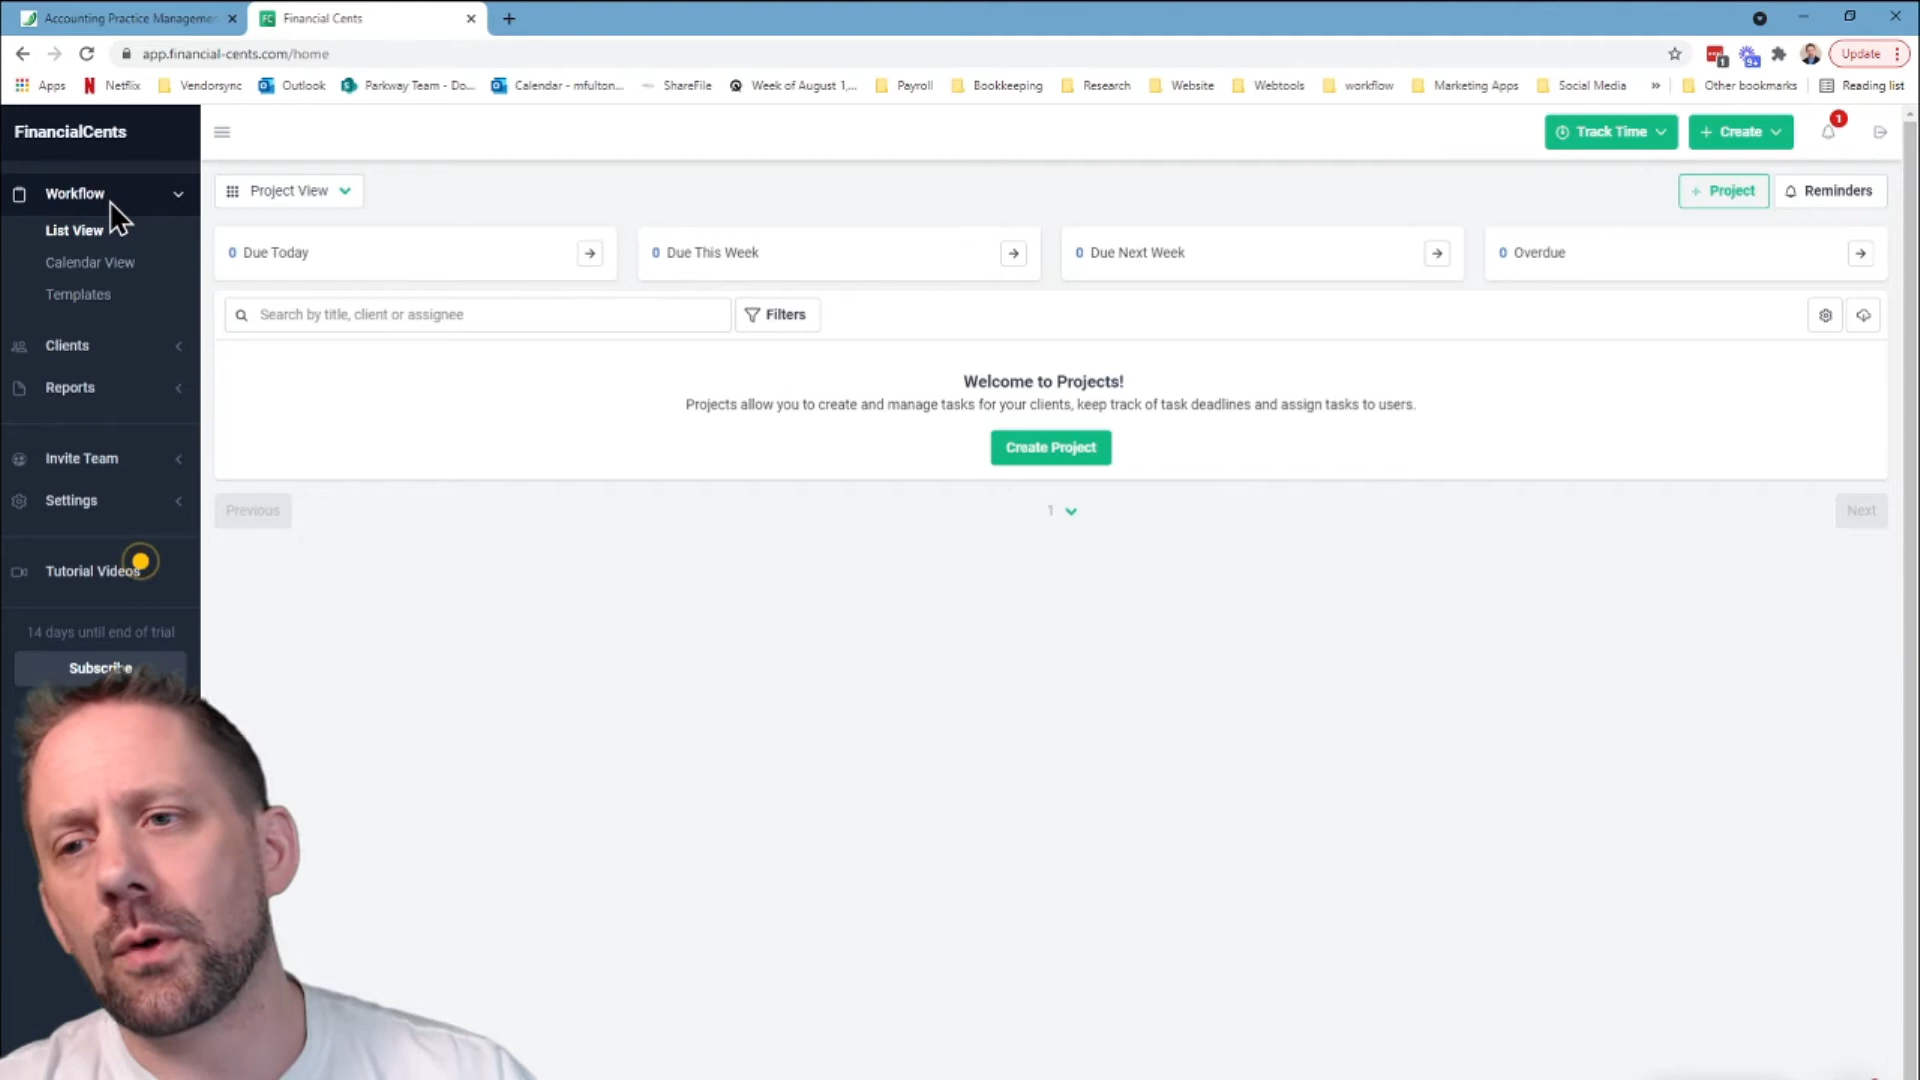 Accounting Practice Manageme
Financial Cents
app.financial-cents.com/home
Update
Apps
Netflix
Vendorsync
Outlook
Parkway Team - Do...
Calendar - mfulton...
ShareFile
Week of August 1,...
Payroll
Bookkeeping
Research
Website
Webtools
workflow
Marketing Apps
Social Media
»
Other bookmarks
Reading list
FinancialCents
Track Time
+ Create
1
Workflow
List View
Calendar View
Templates
Clients
Reports
Invite Team
Settings
Tutorial Videos
14 days until end of trial
Subscribe
Project View
+ Project
Reminders
0 Due Today
0 Due This Week
0 Due Next Week
0 Overdue
Search by title, client or assignee
Filters
Welcome to Projects!
Projects allow you to create and manage tasks for your clients, keep track of task deadlines and assign tasks to users.
Create Project
Previous
1
Next